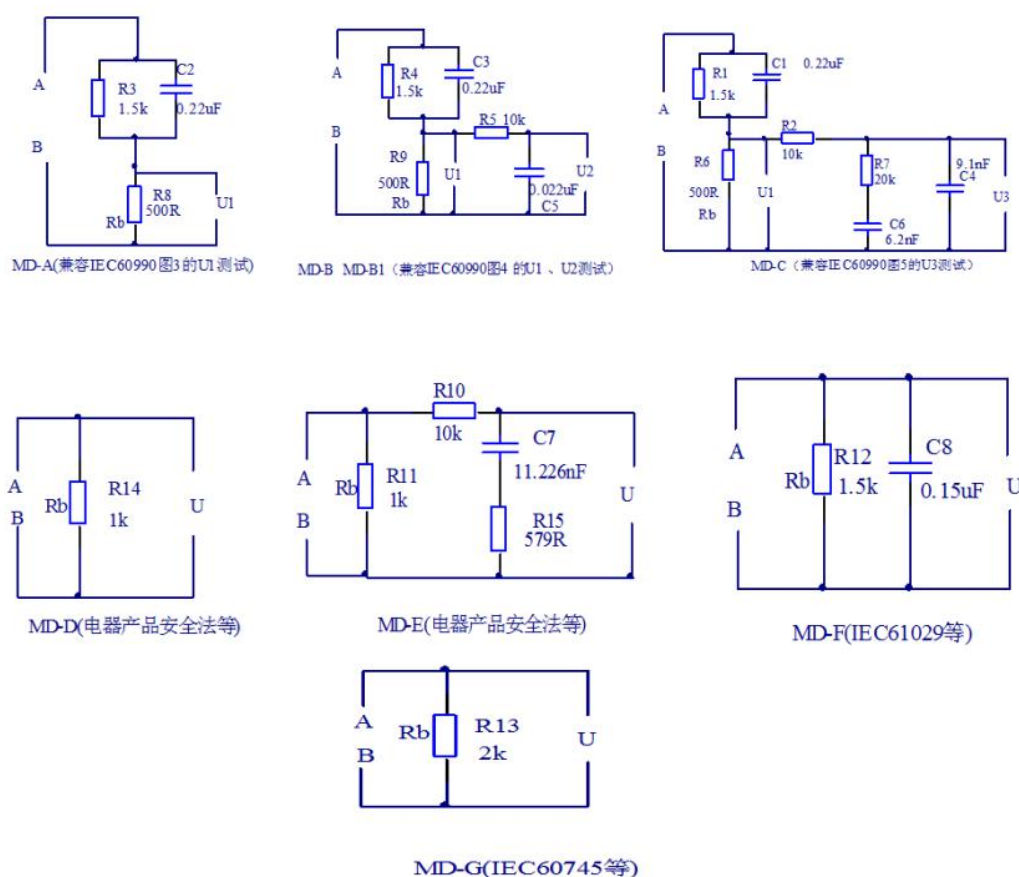 A
B
R3
1.5k
C2
0.22uF
R8
500R
Rb
U1
MD-A(兼容IEC60990图3的U1测试)
A
B
R4
1.5k
C3
0.22uF
R5 10k
R9
500R
Rb
U1
0.022uF
C5
U2
MD-B MD-B1（兼容IEC60990图4 的U1 、U2测试）
A
B
R1
1.5k
C1 0.22uF
R2
10k
R6
500R
Rb
U1
R7
20k
9.1nF
C4
C6
6.2nF
U3
MD-C（兼容IEC60990图5的U3测试）
A
B
Rb
R14
1k
U
MD-D(电器产品安全法等)
R10
10k
A
B
Rb
R11
1k
C7
11.226nF
R15
579R
U
MD-E(电器产品安全法等)
A
B
Rb
R12
1.5k
C8
0.15uF
U
MD-F(IEC61029等)
A
B
Rb
R13
2k
U
MD-G(IEC60745等)